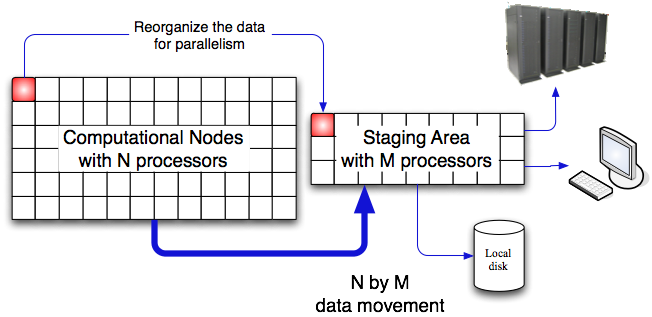 Reorganize the data
for parallelism
Computational Nodes
with N processors
Staging Area
with M processors
Local
disk
N by M
data movement